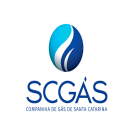 SCGÁS
COMPANHIA DE GÁS DE SANTA CATARINA